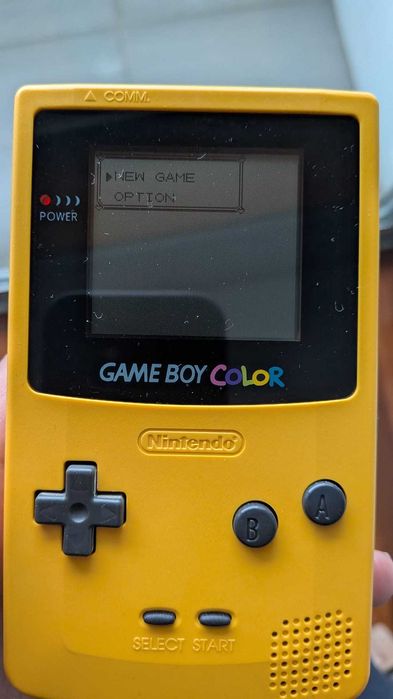 COMM.
▶NEW GAME
OPTION
POWER
GAME BOY COLOR
Nintendo
B
A
SELECT START